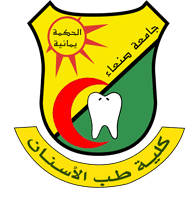 الحكمة
يمانية
جامعة صنعاء
كلية طب الأسنان